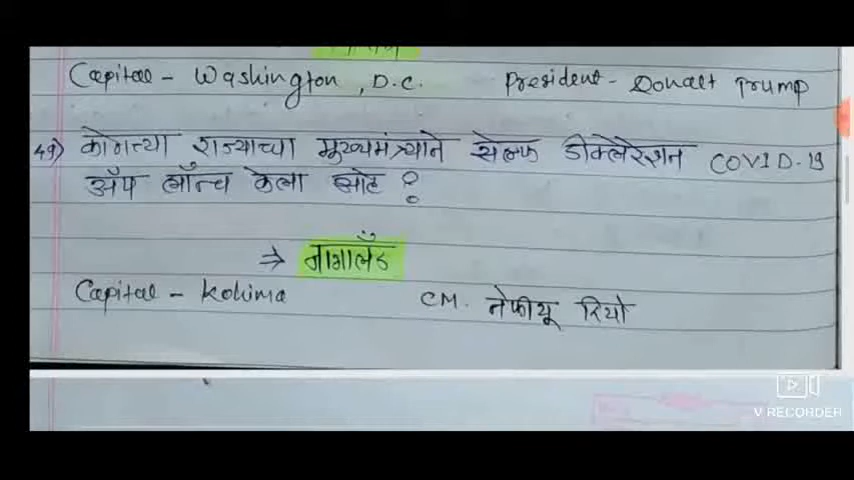 Capital - Washington, D.C. President - Donalt Trump
49) कोणत्या राज्याच्या मुख्यमंत्र्याने सेल्फ डीक्लेरेशन COVID-19
ॲप लॉन्च केला आहे ?
⇒ नागालँड
Capital - Kohima CM. नेफीयू रियो
V RECORDER